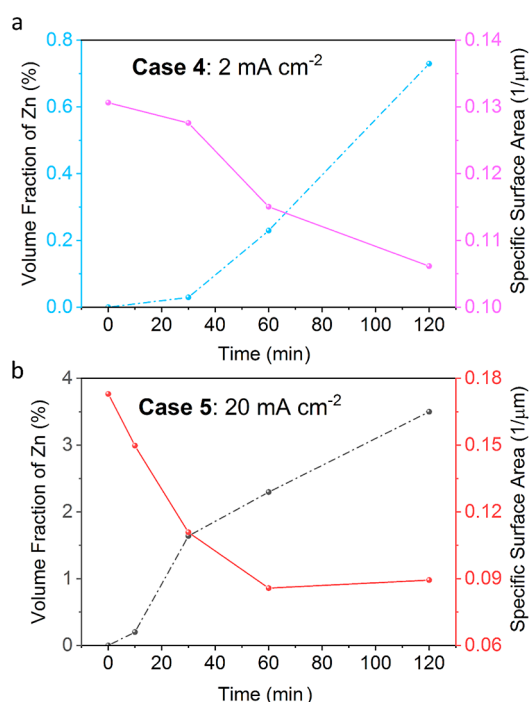 a
Case 4: 2 mA cm-2
Volume Fraction of Zn (%)
0.8
0.6
0.4
0.2
0.0
0.14
0.13
0.12
0.11
0.10
Specific Surface Area (1/μm)
0 20 40 60 80 100 120
Time (min)
b
Case 5: 20 mA cm-2
Volume Fraction of Zn (%)
4
3
2
1
0
0.18
0.15
0.12
0.09
0.06
Specific Surface Area (1/μm)
0 20 40 60 80 100 120
Time (min)